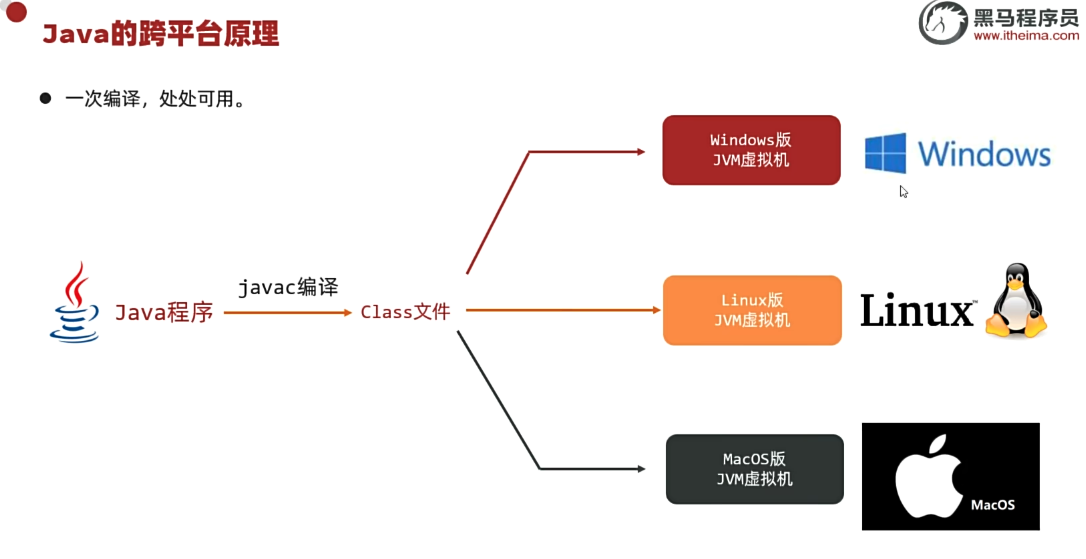 Java的跨平台原理
黑马程序员
www.itheima.com
一次编译，处处可用。
Windows版
JVM虚拟机
Windows
javac编译
Java程序
Class文件
Linux版
JVM虚拟机
Linux™
MacOS版
JVM虚拟机
MacOS